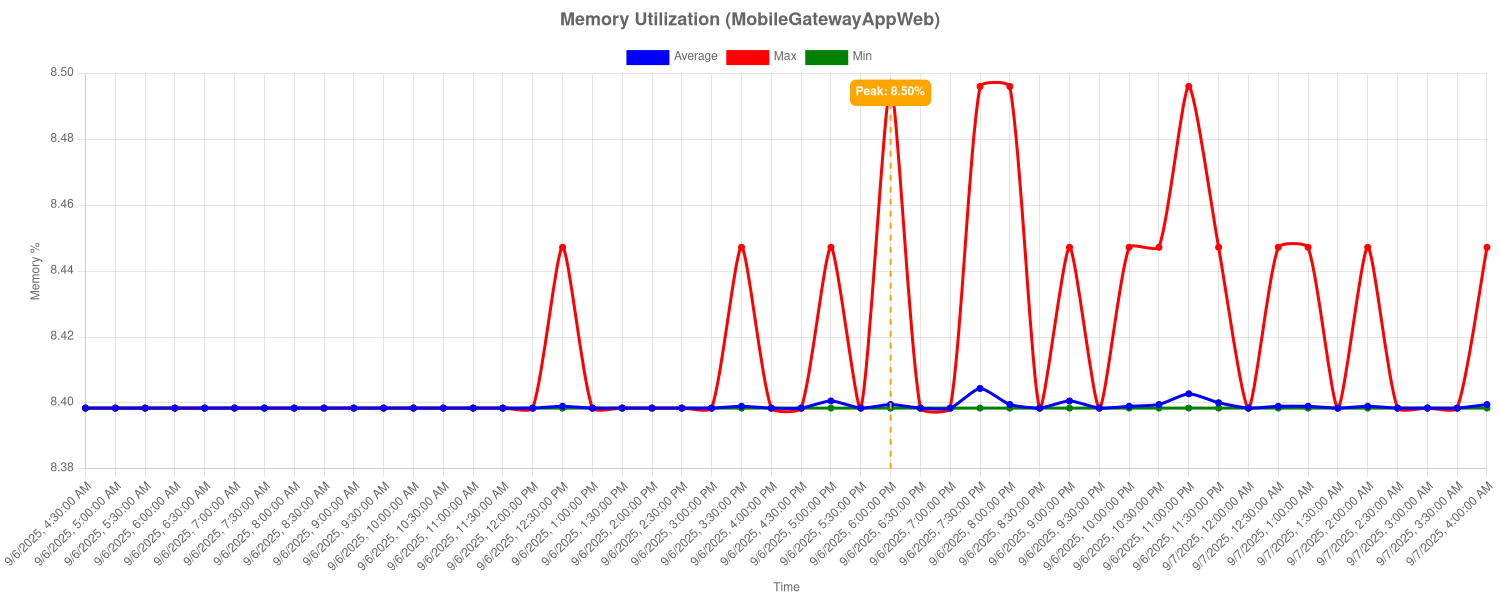 Memory Utilization (MobileGatewayAppWeb)
Average Max Min
Peak: 8.50%
Memory %
8.50
8.48
8.46
8.44
8.42
8.40
8.38
9/6/2025, 4:30:00 AM
9/6/2025, 5:00:00 AM
9/6/2025, 5:30:00 AM
9/6/2025, 6:00:00 AM
9/6/2025, 6:30:00 AM
9/6/2025, 7:00:00 AM
9/6/2025, 7:30:00 AM
9/6/2025, 8:00:00 AM
9/6/2025, 8:30:00 AM
9/6/2025, 9:00:00 AM
9/6/2025, 9:30:00 AM
9/6/2025, 10:00:00 AM
9/6/2025, 10:30:00 AM
9/6/2025, 11:00:00 AM
9/6/2025, 11:30:00 AM
9/6/2025, 12:00:00 PM
9/6/2025, 12:30:00 PM
9/6/2025, 1:00:00 PM
9/6/2025, 1:30:00 PM
9/6/2025, 2:00:00 PM
9/6/2025, 2:30:00 PM
9/6/2025, 3:00:00 PM
9/6/2025, 3:30:00 PM
9/6/2025, 4:00:00 PM
9/6/2025, 4:30:00 PM
9/6/2025, 5:00:00 PM
9/6/2025, 5:30:00 PM
9/6/2025, 6:00:00 PM
9/6/2025, 6:30:00 PM
9/6/2025, 7:00:00 PM
9/6/2025, 7:30:00 PM
9/6/2025, 8:00:00 PM
9/6/2025, 8:30:00 PM
9/6/2025, 9:00:00 PM
9/6/2025, 9:30:00 PM
9/6/2025, 10:00:00 PM
9/6/2025, 10:30:00 PM
9/6/2025, 11:00:00 PM
9/6/2025, 11:30:00 PM
9/7/2025, 12:00:00 AM
9/7/2025, 12:30:00 AM
9/7/2025, 1:00:00 AM
9/7/2025, 1:30:00 AM
9/7/2025, 2:00:00 AM
9/7/2025, 2:30:00 AM
9/7/2025, 3:00:00 AM
9/7/2025, 3:30:00 AM
9/7/2025, 4:00:00 AM
Time